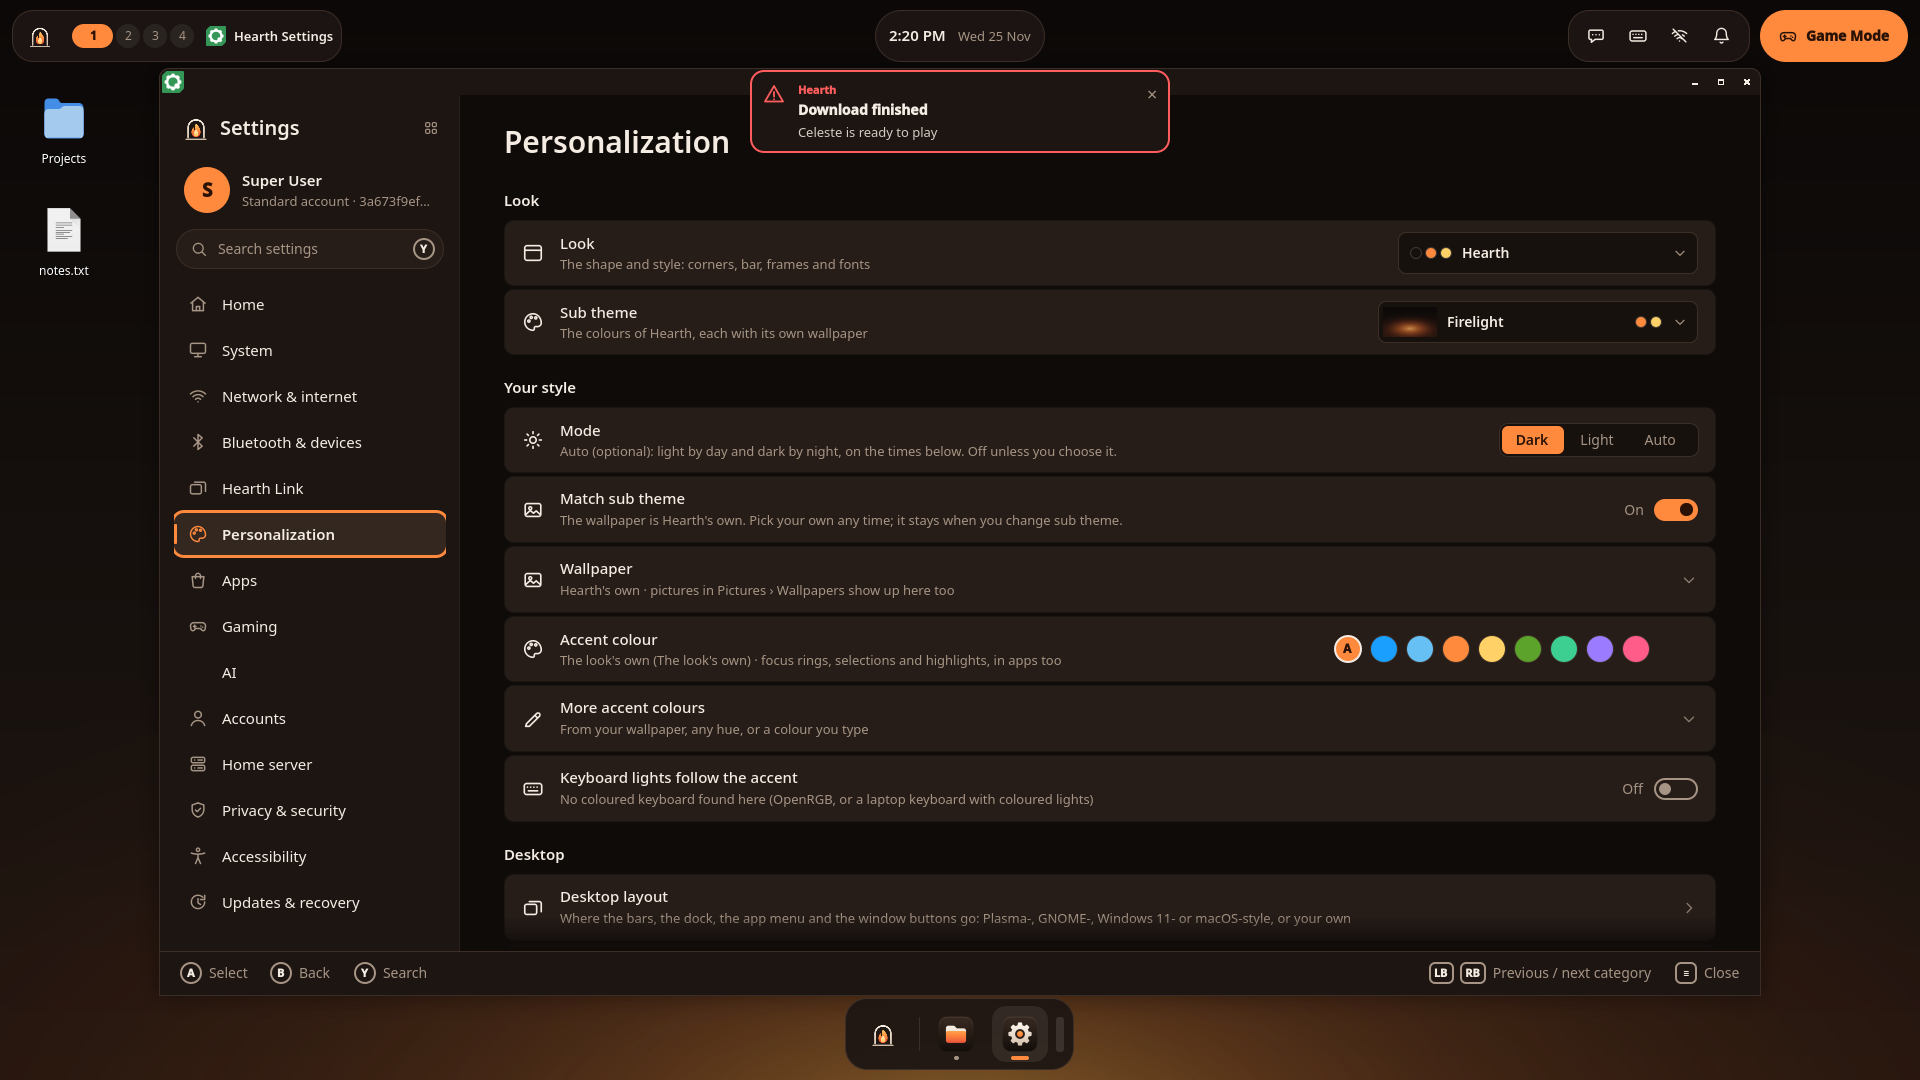 1 2 3 4 Hearth Settings
2:20 PM Wed 25 Nov
Game Mode
Projects
notes.txt
Hearth
Download finished
Celeste is ready to play
Settings
S
Super User
Standard account · 3a673f9ef...
Search settings Y
Home
System
Network & internet
Bluetooth & devices
Hearth Link
Personalization
Apps
Gaming
AI
Accounts
Home server
Privacy & security
Accessibility
Updates & recovery
Personalization
Look
Look
The shape and style: corners, bar, frames and fonts
Hearth
Sub theme
The colours of Hearth, each with its own wallpaper
Firelight
Your style
Mode
Auto (optional): light by day and dark by night, on the times below. Off unless you choose it.
Dark Light Auto
Match sub theme
The wallpaper is Hearth's own. Pick your own any time; it stays when you change sub theme.
On
Wallpaper
Hearth's own · pictures in Pictures › Wallpapers show up here too
Accent colour
The look's own (The look's own) · focus rings, selections and highlights, in apps too
A
More accent colours
From your wallpaper, any hue, or a colour you type
Keyboard lights follow the accent
No coloured keyboard found here (OpenRGB, or a laptop keyboard with coloured lights)
Off
Desktop
Desktop layout
Where the bars, the dock, the app menu and the window buttons go: Plasma-, GNOME-, Windows 11- or macOS-style, or your own
A Select B Back Y Search
LB RB Previous / next category ≡ Close